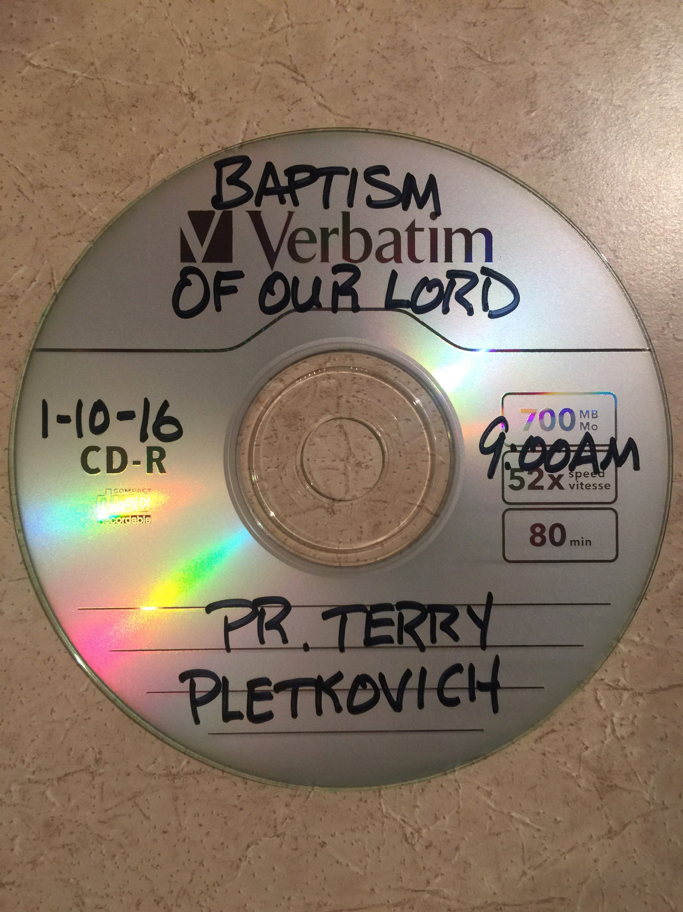 BAPTISM
Verbatim
OF OUR LORD
1-10-16
CD-R
COMPACT
disc
Recordable
700 MB
Mo
9:00AM
52x speed
vitesse
80 min
PR. TERRY
PLETKOVICH